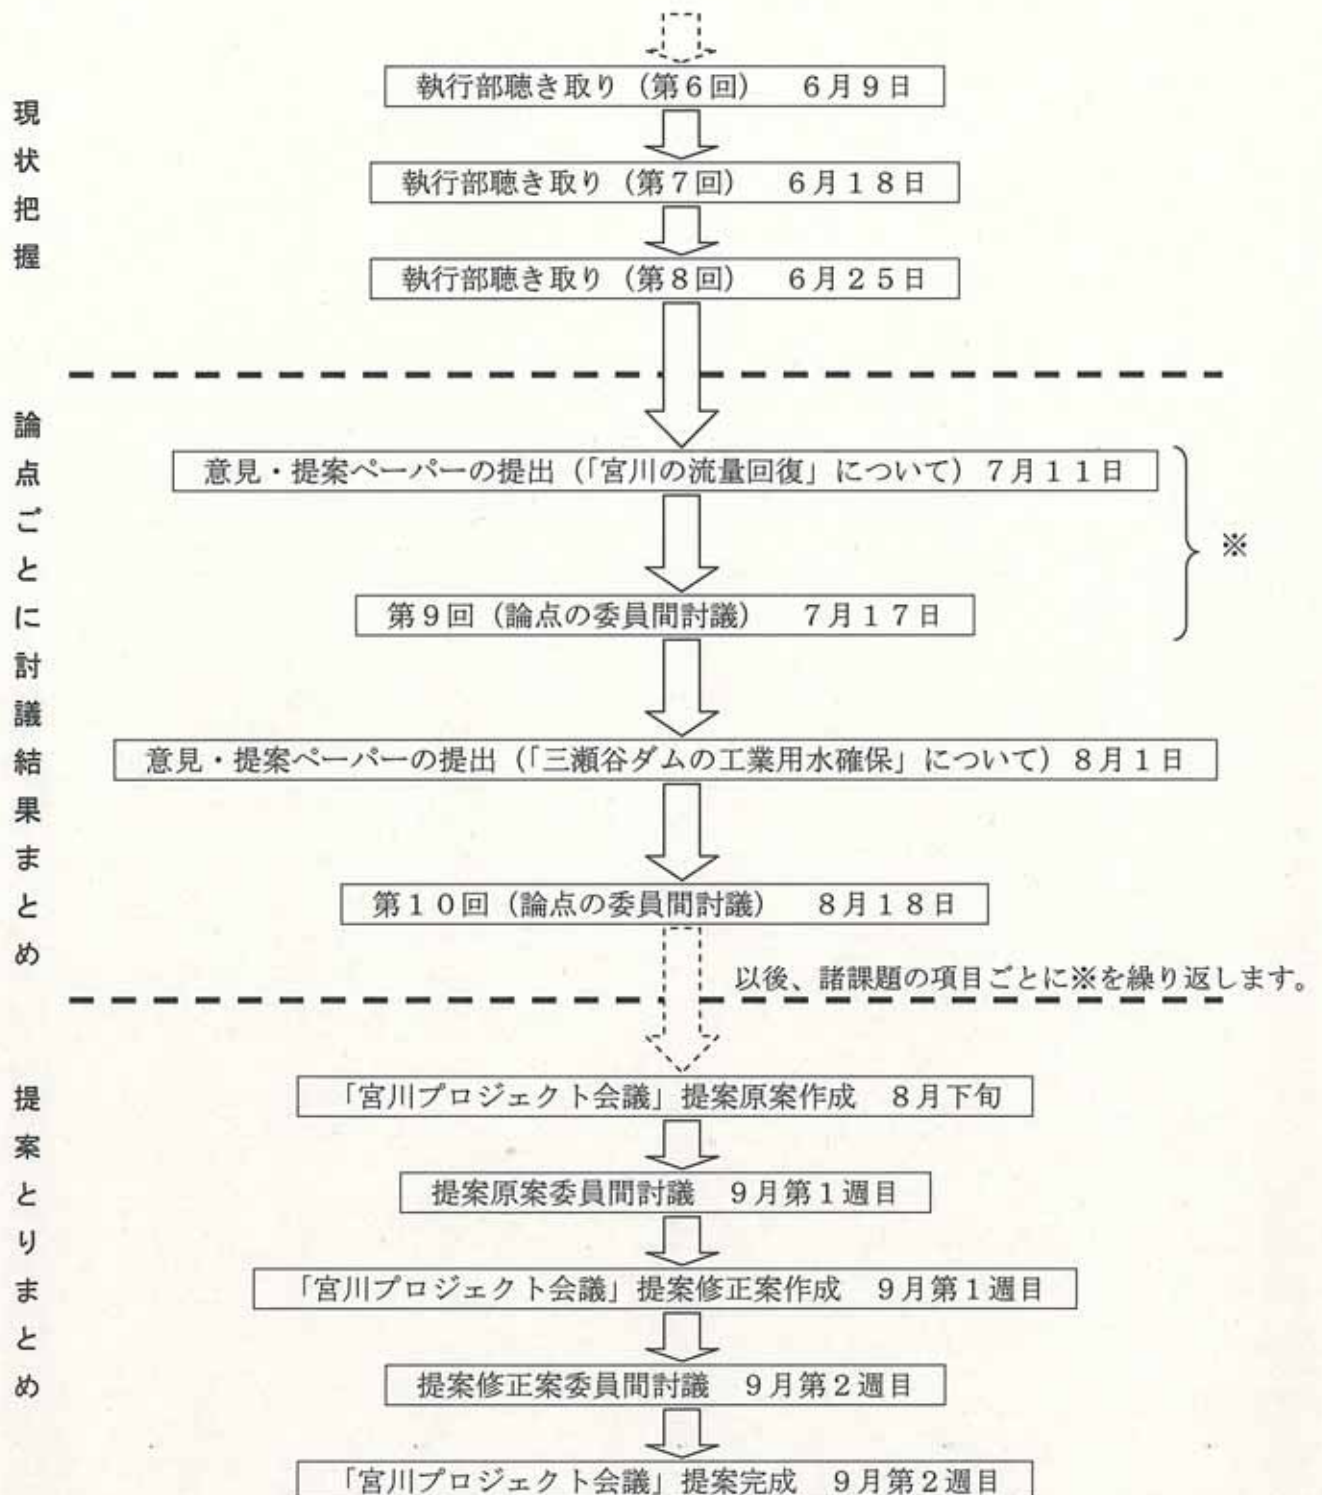 現状把握
執行部聴き取り（第６回）　６月９日
執行部聴き取り（第７回）　６月１８日
執行部聴き取り（第８回）　６月２５日
論点ごとに討議結果まとめ
意見・提案ペーパーの提出（「宮川の流量回復」について）７月１１日
※
第９回（論点の委員間討議）　７月１７日
意見・提案ペーパーの提出（「三瀬谷ダムの工業用水確保」について）８月１日
第１０回（論点の委員間討議）　８月１８日
以後、諸課題の項目ごとに※を繰り返します。
提案とりまとめ
「宮川プロジェクト会議」提案原案作成　８月下旬
提案原案委員間討議　９月第１週目
「宮川プロジェクト会議」提案修正案作成　９月第１週目
提案修正案委員間討議　９月第２週目
「宮川プロジェクト会議」提案完成　９月第２週目